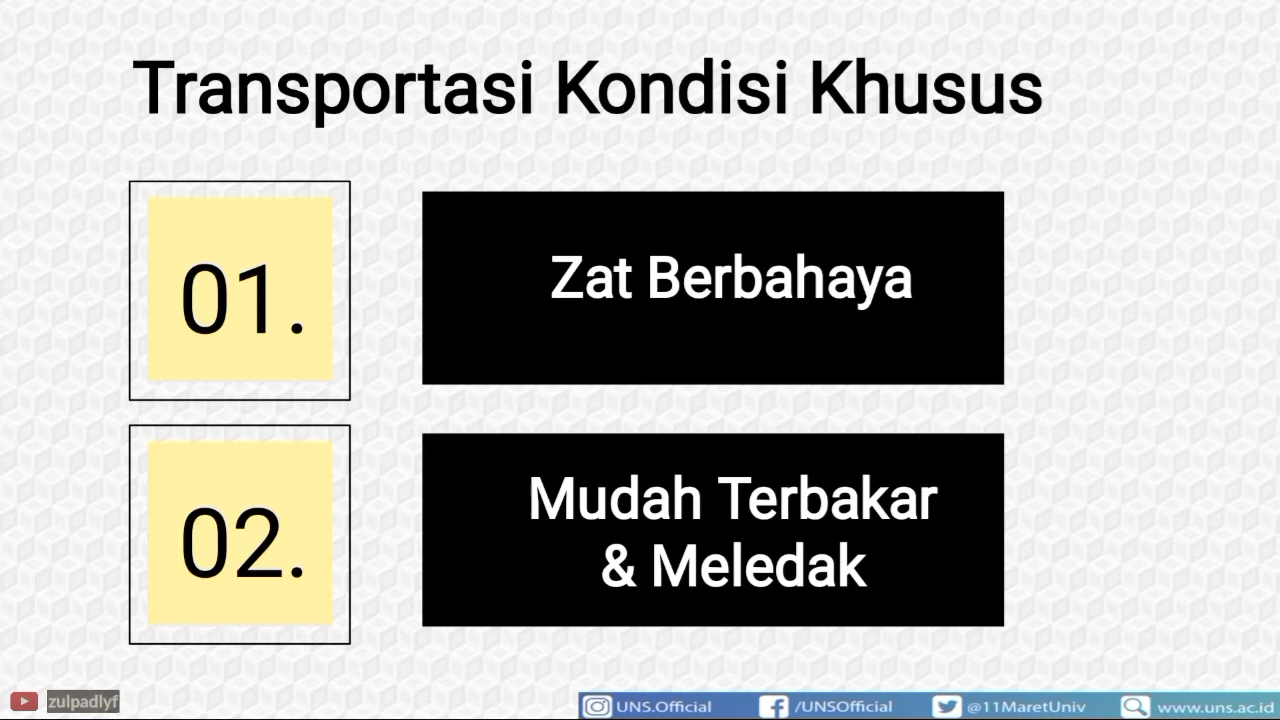 Transportasi Kondisi Khusus
01.
Zat Berbahaya
02.
Mudah Terbakar
& Meledak
zulpadlyf
UNS.Official
/UNSOfficial
@11MaretUniv
www.uns.ac.id